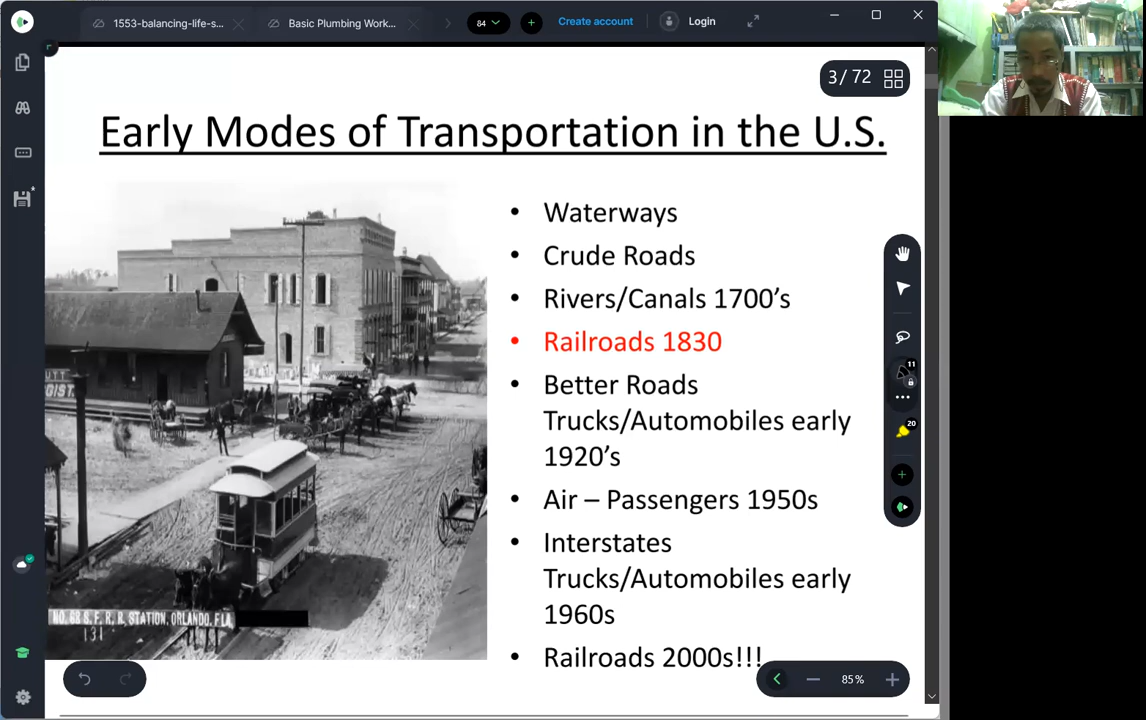 1553-balancing-life-s...
Basic Plumbing Work...
84
Create account
Login
3/ 72
Early Modes of Transportation in the U.S.
• Waterways
• Crude Roads
• Rivers/Canals 1700’s
• Railroads 1830
• Better Roads
Trucks/Automobiles early
1920’s
• Air – Passengers 1950s
• Interstates
Trucks/Automobiles early
1960s
• Railroads 2000s!!!
11
20
NO. 68 S. F. R. R. STATION, ORLANDO, FLA.
131
85%